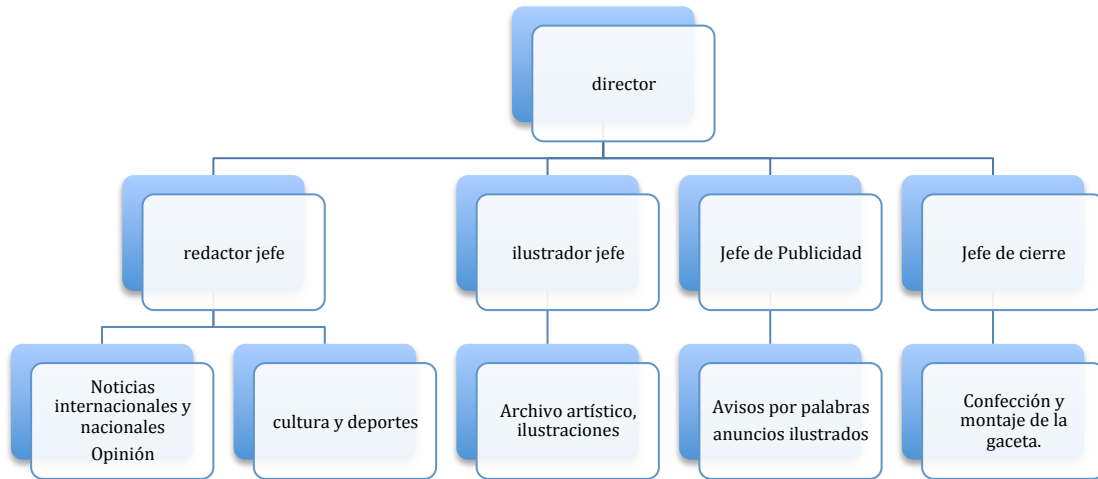 director
redactor jefe
ilustrador jefe
Jefe de Publicidad
Jefe de cierre
Noticias
internacionales y
nacionales
Opinión
cultura y deportes
Archivo artístico,
ilustraciones
Avisos por palabras
anuncios ilustrados
Confección y
montaje de la
gaceta.